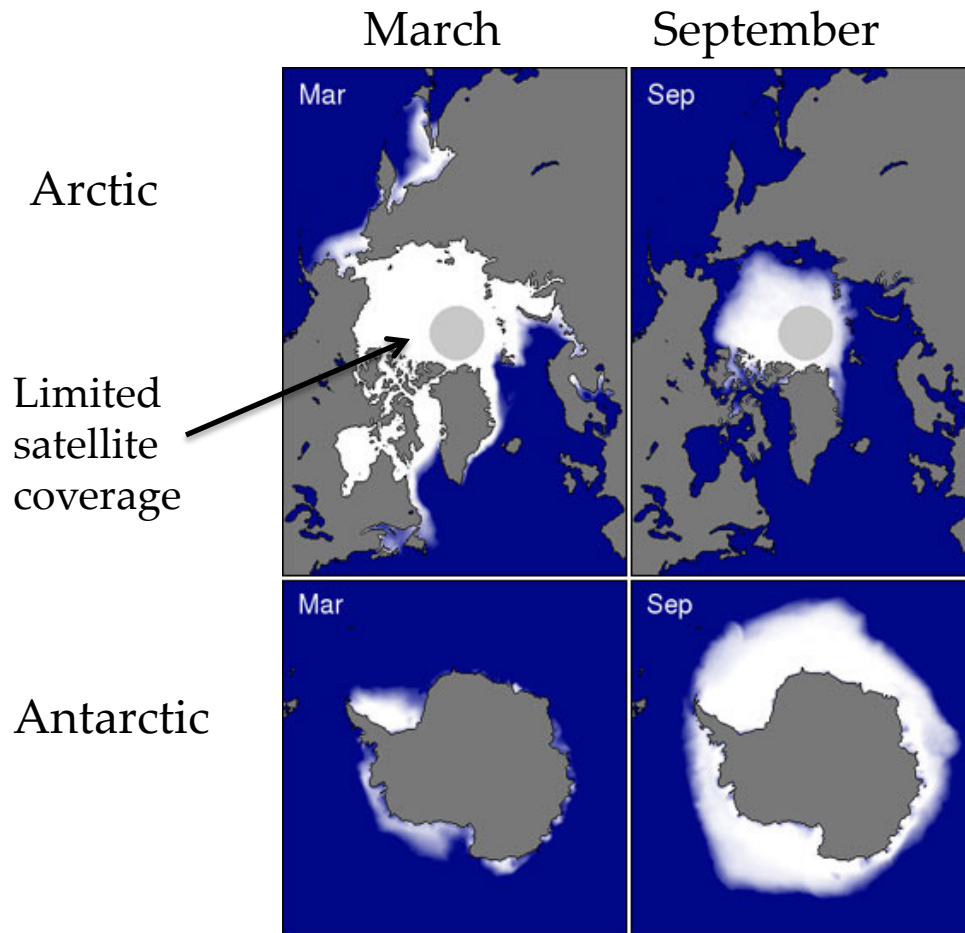 March
September
Mar
Sep
Arctic
Limited
satellite
coverage
Mar
Sep
Antarctic